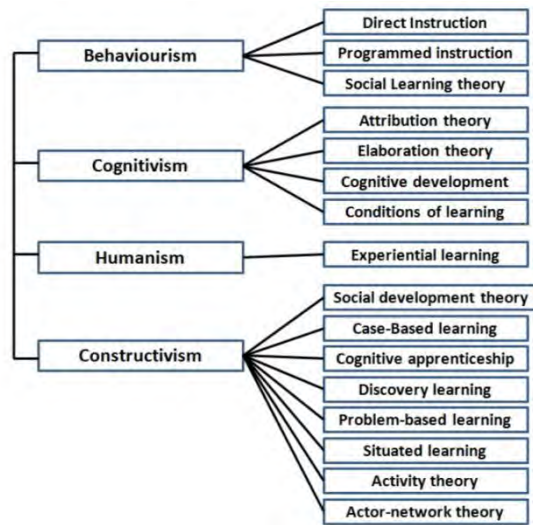 Behaviourism
Direct Instruction
Programmed instruction
Social Learning theory
Cognitivism
Attribution theory
Elaboration theory
Cognitive development
Conditions of learning
Humanism
Experiential learning
Constructivism
Social development theory
Case-Based learning
Cognitive apprenticeship
Discovery learning
Problem-based learning
Situated learning
Activity theory
Actor-network theory